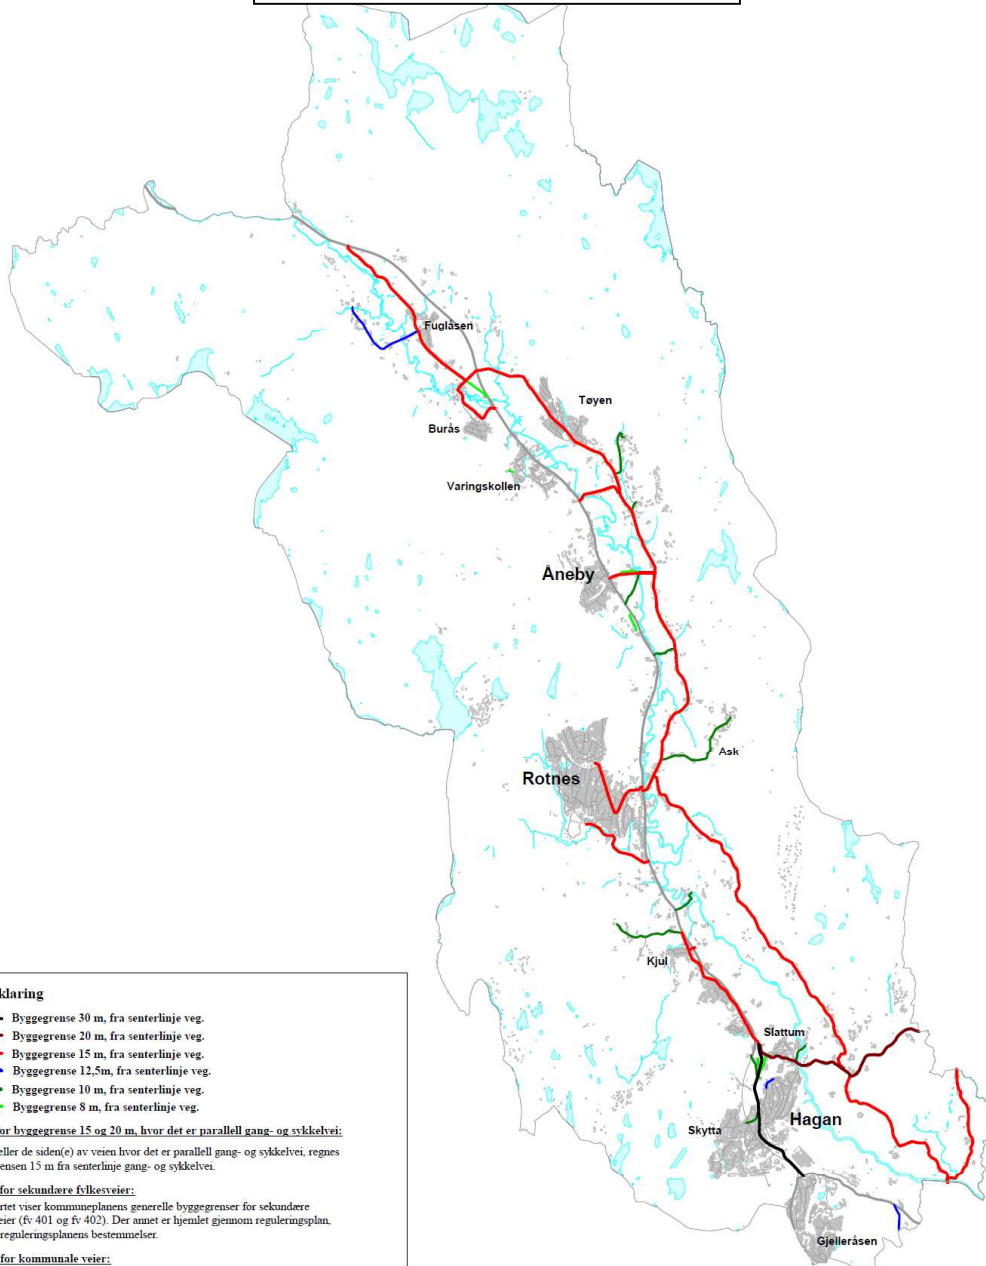 Fuglåsen
Tøyen
Burås
Varingskollen
Åneby
Ask
Rotnes
Kjul
Slattum
Hagan
Skytta
Gjelleråsen
klaring
Byggegrense 30 m, fra senterlinje veg.
Byggegrense 20 m, fra senterlinje veg.
Byggegrense 15 m, fra senterlinje veg.
Byggegrense 12,5m, fra senterlinje veg.
Byggegrense 10 m, fra senterlinje veg.
Byggegrense 8 m, fra senterlinje veg.
for byggegrense 15 og 20 m, hvor det er parallell gang- og sykkelvei:
eller de siden(e) av veien hvor det er parallell gang- og sykkelvei, regnes
ensen 15 m fra senterlinje gang- og sykkelvei.
for sekundære fylkesveier:
rtet viser kommuneplanens generelle byggegrenser for sekundære
eier (fv 401 og fv 402). Der annet er hjemlet gjennom reguleringsplan,
reguleringsplanens bestemmelser.
for kommunale veier: